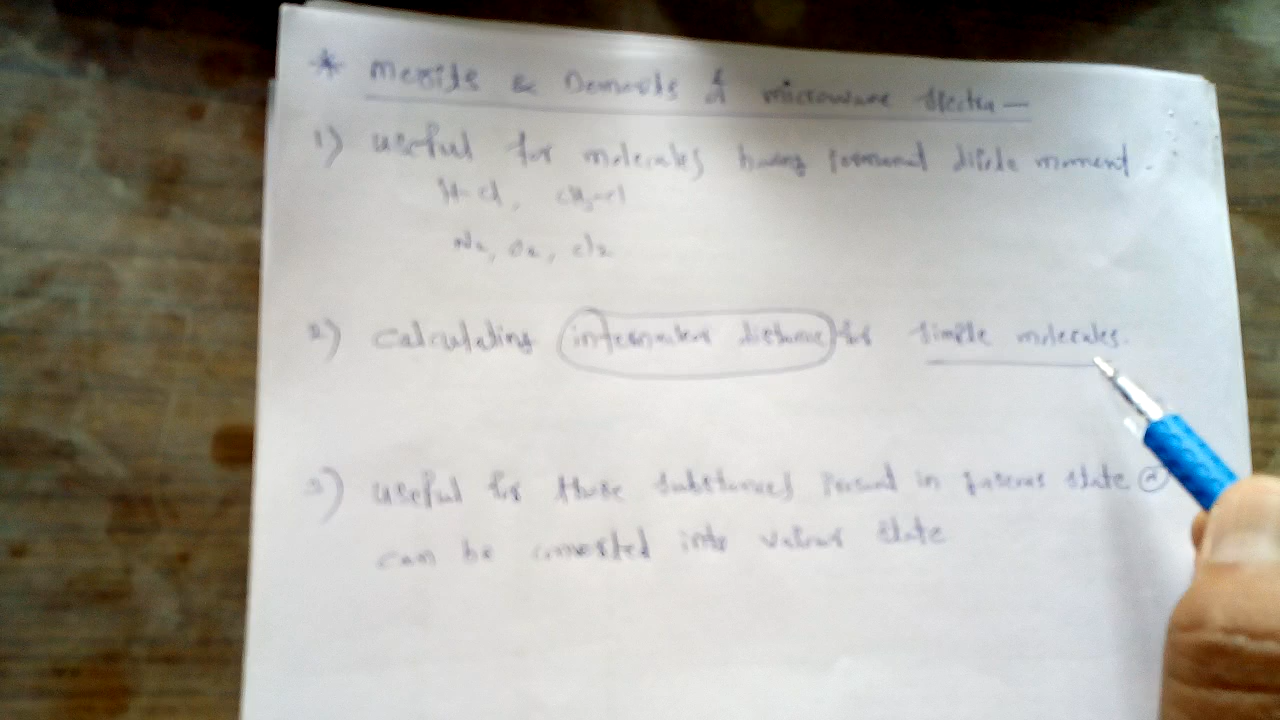 * Merits & Demerits of microwave spectra —
1) useful for molecules having permanent dipole moment.
H-Cl, CH3-Cl
N2, O2, Cl2
2) calculating internuclear distance for simple molecules.
3) useful for those substances present in gaseous state or
can be converted into vapour state